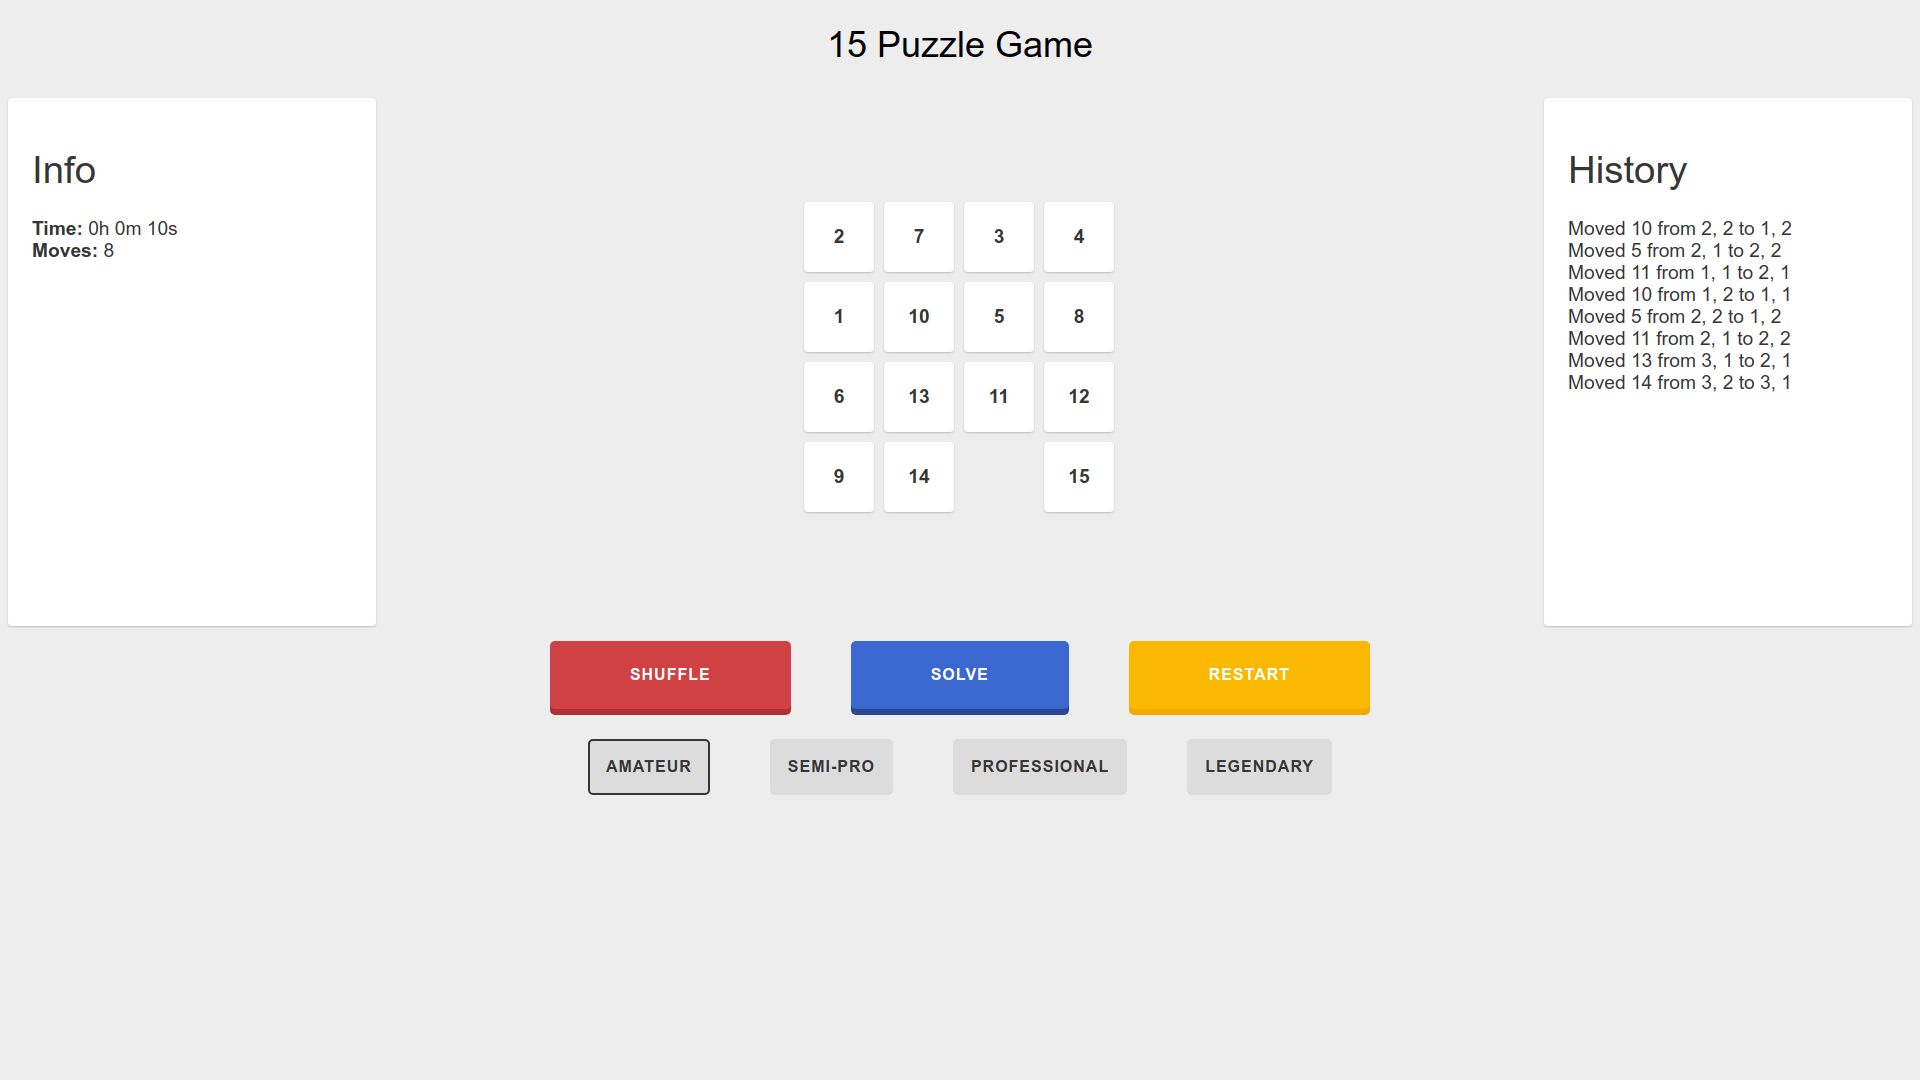 15 Puzzle Game
Info
Time: 0h 0m 10s
Moves: 8
2 7 3 4
1 10 5 8
6 13 11 12
9 14 15
History
Moved 10 from 2, 2 to 1, 2
Moved 5 from 2, 1 to 2, 2
Moved 11 from 1, 1 to 2, 1
Moved 10 from 1, 2 to 1, 1
Moved 5 from 2, 2 to 1, 2
Moved 11 from 2, 1 to 2, 2
Moved 13 from 3, 1 to 2, 1
Moved 14 from 3, 2 to 3, 1
SHUFFLE SOLVE RESTART
AMATEUR SEMI-PRO PROFESSIONAL LEGENDARY